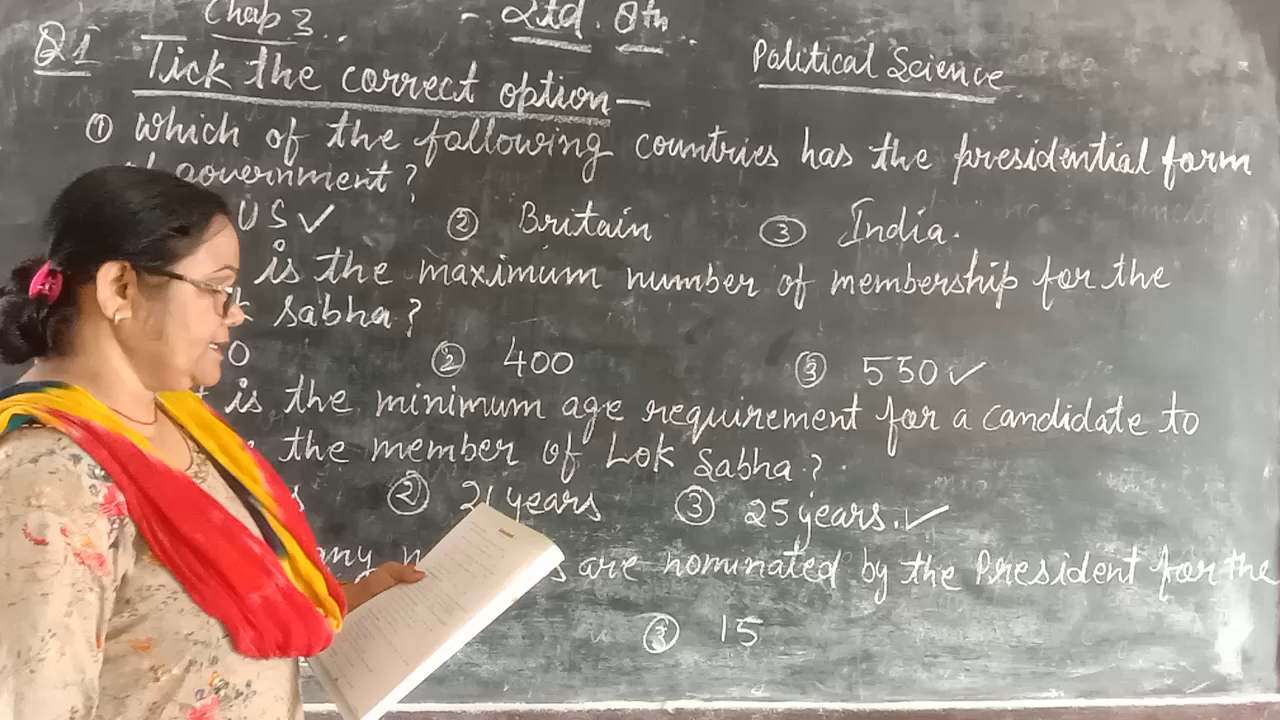 Chap 3.. - Std. 8th..
Political Science
Q1 Tick the correct option—
① which of the following countries has the presidential form
government?
US✓ ② Britain ③ India.
is the maximum number of membership for the
sabha?
0 ② 400 ③ 550✓
is the minimum age requirement for a candidate to
the member of Lok Sabha?
② 21 years ③ 25 years.✓
any are nominated by the President for the
③ 15